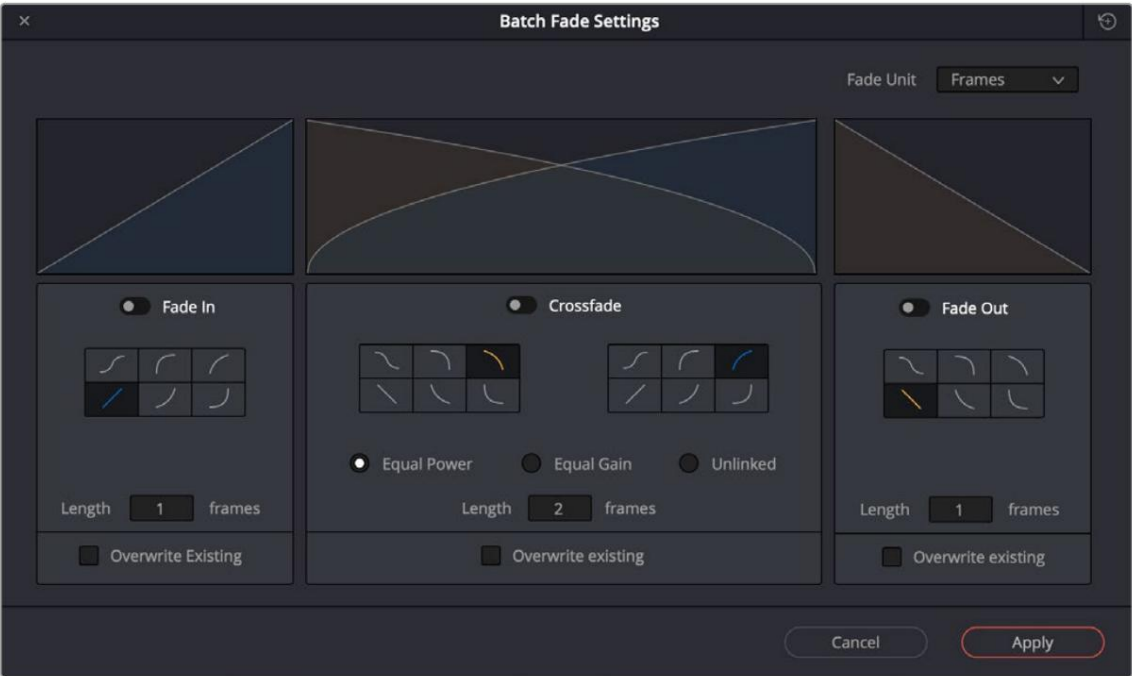 Batch Fade Settings
Fade Unit Frames
Fade In
Crossfade
Fade Out
Equal Power Equal Gain Unlinked
Length 1 frames
Length 2 frames
Length 1 frames
Overwrite Existing
Overwrite existing
Overwrite existing
Cancel Apply